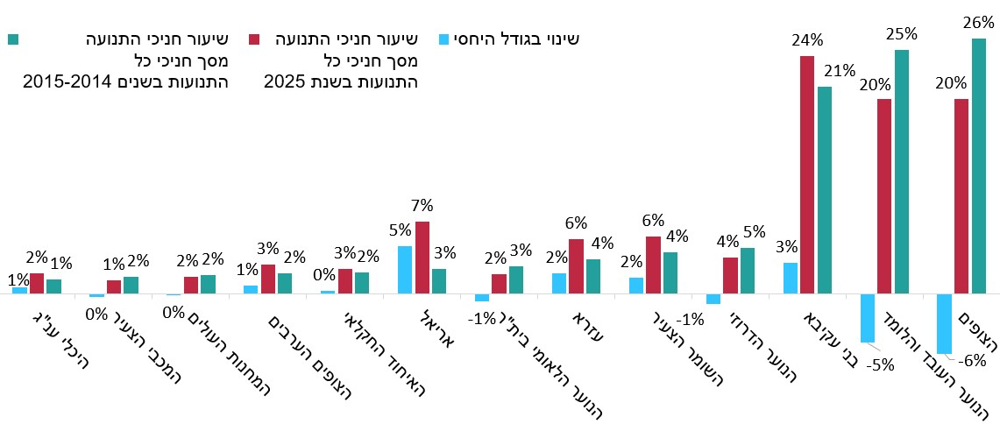 שינוי בגודל היחסי
שיעור חניכי התנועה
מסך חניכי כל
התנועות בשנת 2025
שיעור חניכי התנועה
מסך חניכי כל
התנועות בשנים 2015-2014
26%
20%
-6%
25%
20%
-5%
21%
24%
3%
5%
4%
-1%
4%
6%
2%
4%
6%
2%
3%
2%
-1%
3%
7%
5%
2%
3%
0%
2%
3%
1%
2%
2%
0%
2%
1%
0%
1%
2%
1%
הצופים
הנוער העובד והלומד
בני עקיבא
הנוער הדרוזי
השומר הצעיר
עזרא
הנוער הלאומי בית"ר
אריאל
האיחוד החקלאי
הצופים הערבים
המחנות העולים
המכבי הצעיר
היכלי ענ"ג